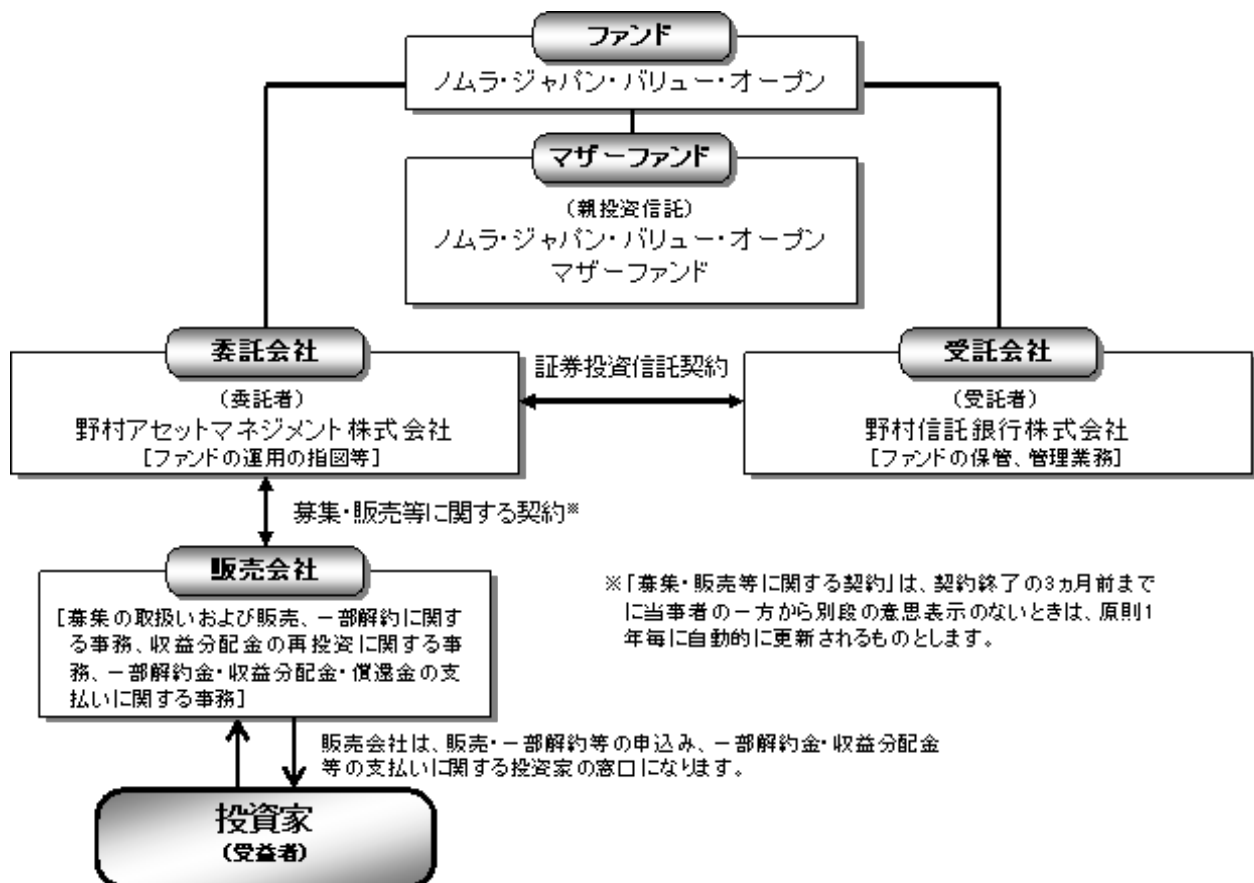 ファンド
ノムラ・ジャパン・バリュー・オープン
マザーファンド
（親投資信託）
ノムラ・ジャパン・バリュー・オープン
マザーファンド
委託会社
（委託者）
野村アセットマネジメント株式会社
［ファンドの運用の指図等］
証券投資信託契約
受託会社
（受託者）
野村信託銀行株式会社
［ファンドの保管、管理業務］
募集・販売等に関する契約※
販売会社
［募集の取扱いおよび販売、一部解約に関す
る事務、収益分配金の再投資に関する事
務、一部解約金・収益分配金・償還金の支
払いに関する事務］
※「募集・販売等に関する契約」は、契約終了の3ヵ月前まで
に当事者の一方から別段の意思表示のないときは、原則1
年毎に自動的に更新されるものとします。
販売会社は、販売・一部解約等の申込み、一部解約金・収益分配金
等の支払いに関する投資家の窓口になります。
投資家
（受益者）